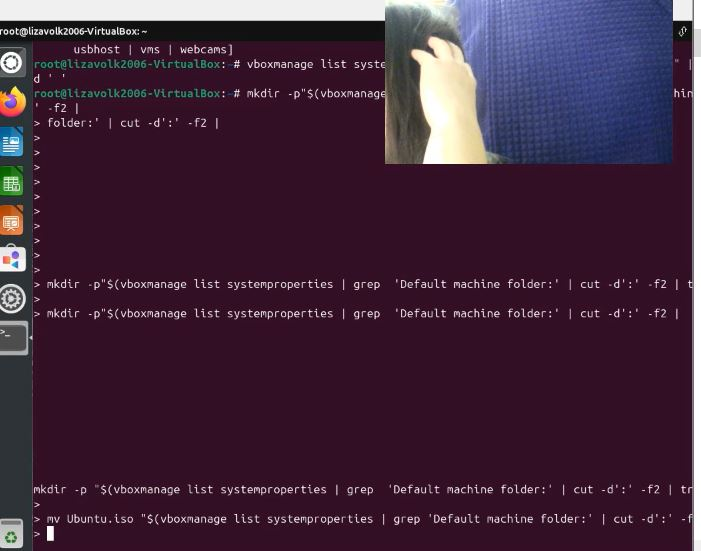 root@lizavolk2006-VirtualBox: ~
usbhost | vms | webcams]
root@lizavolk2006-VirtualBox:~# vboxmanage list syste " |
d ' '
root@lizavolk2006-VirtualBox:~# mkdir -p"$(vboxmanage hin
' -f2 |
> folder:' | cut -d':' -f2 |
>
>
>
>
>
>
>
>
>
>
> mkdir -p"$(vboxmanage list systemproperties | grep  'Default machine folder:' | cut -d':' -f2 | t
>
> mkdir -p"$(vboxmanage list systemproperties | grep  'Default machine folder:' | cut -d':' -f2 |
mkdir -p "$(vboxmanage list systemproperties | grep  'Default machine folder:' | cut -d':' -f2 | tr
>
> mv Ubuntu.iso "$(vboxmanage list systemproperties | grep 'Default machine folder:' | cut -d':' -f
>